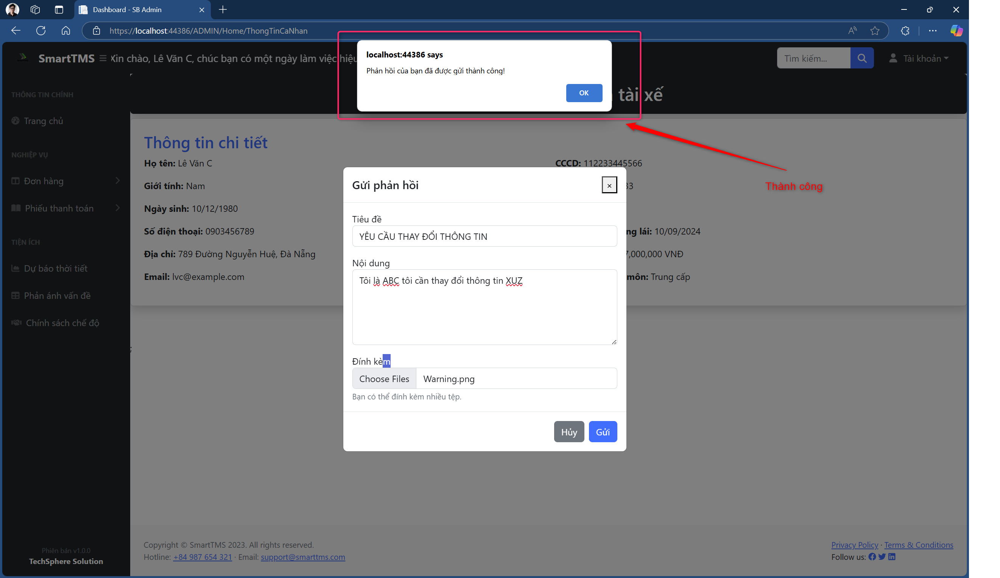 Dashboard - SB Admin
https://localhost:44386/ADMIN/Home/ThongTinCaNhan
localhost:44386 says
Phản hồi của bạn đã được gửi thành công!
OK
SmartTMS
Xin chào, Lê Văn C, chúc bạn có một ngày làm việc hiệu
Tìm kiếm...
Tài khoản
tài xế
THÔNG TIN CHÍNH
Trang chủ
NGHIỆP VỤ
Đơn hàng
Phiếu thanh toán
TIỆN ÍCH
Dự báo thời tiết
Phản ánh vấn đề
Chính sách chế độ
Phiên bản v1.0.0
TechSphere Solution
Thông tin chi tiết
Họ tên: Lê Văn C
Giới tính: Nam
Ngày sinh: 10/12/1980
Số điện thoại: 0903456789
Địa chỉ: 789 Đường Nguyễn Huệ, Đà Nẵng
Email: lvc@example.com
CCCD: 112233445566
33
ng lái: 10/09/2024
7,000,000 VNĐ
môn: Trung cấp
Thành công
Gửi phản hồi
×
Tiêu đề
YÊU CẦU THAY ĐỔI THÔNG TIN
Nội dung
Tôi là ABC tôi cần thay đổi thông tin XUZ
Đính kèm
Choose Files Warning.png
Bạn có thể đính kèm nhiều tệp.
Hủy Gửi
;
Copyright © SmartTMS 2023. All rights reserved.
Hotline: +84 987 654 321 · Email: support@smarttms.com
Privacy Policy · Terms & Conditions
Follow us: